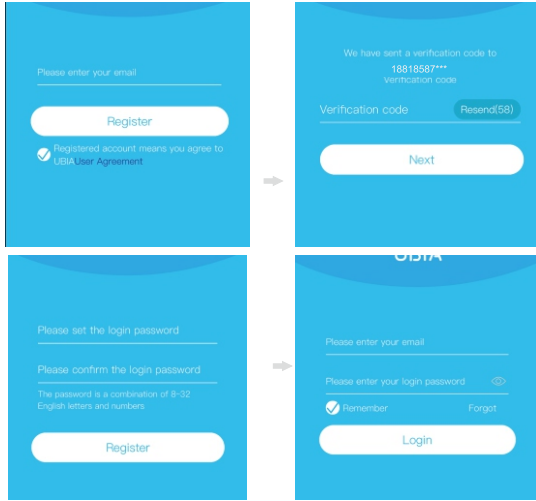 Please enter your email
Register
Registered account means you agree to
UBIAUser Agreement
We have sent a verification code to
18818587***
Verification code
Verification code
Resend(58)
Next
Please set the login password
Please confirm the login password
The password is a combination of 8-32
English letters and numbers
Register
UBIA
Please enter your email
Please enter your login password
Remember
Forgot
Login